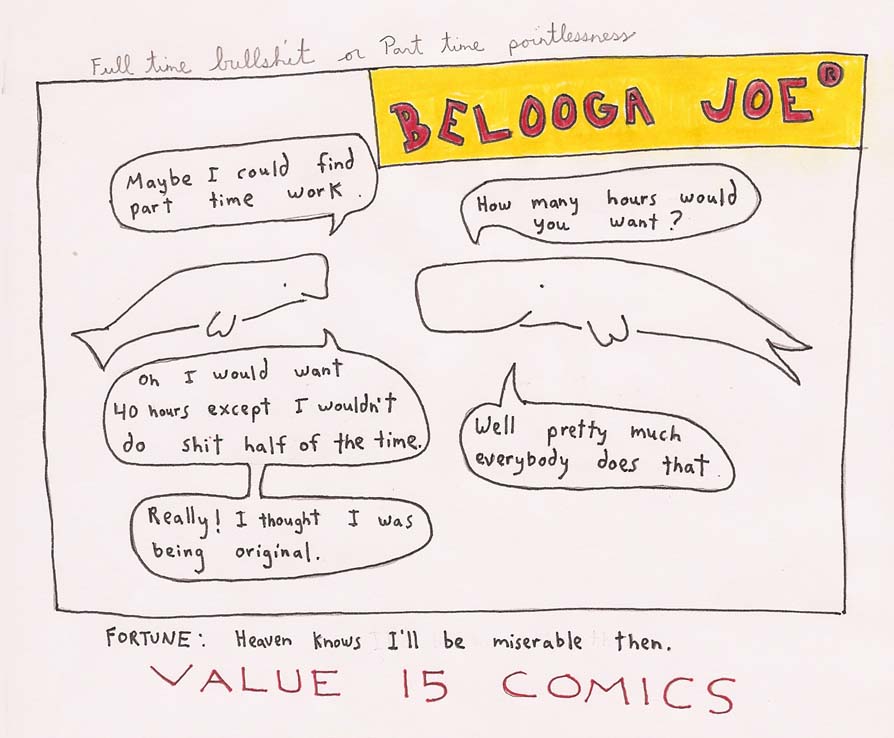 Full time bullshit or Part time pointlessness
BELOOGA JOE®
Maybe I could find
part time work.
How many hours would
you want?
Oh I would want
40 hours except I wouldn't
do shit half of the time.
Well pretty much
everybody does that.
Really! I thought I was
being original.
FORTUNE: Heaven knows I'll be miserable then.
VALUE 15 COMICS